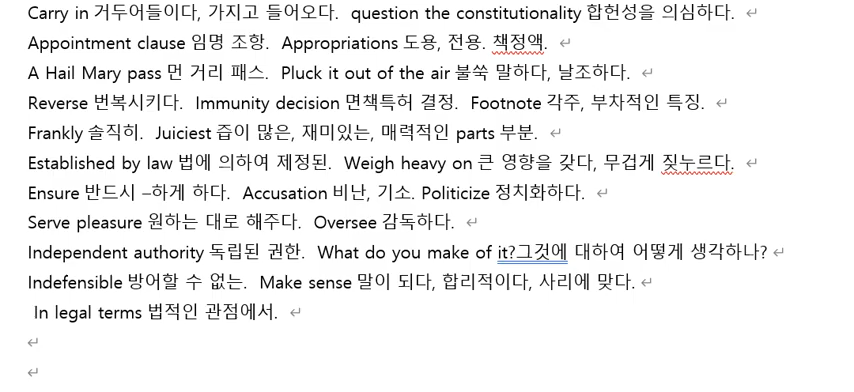 Carry in 거두어들이다, 가지고 들어오다.  question the constitutionality 합헌성을 의심하다.
Appointment clause 임명 조항.  Appropriations 도용, 전용. 책정액.
A Hail Mary pass 먼 거리 패스.  Pluck it out of the air 불쑥 말하다, 날조하다.
Reverse 번복시키다.  Immunity decision 면책특허 결정.  Footnote 각주, 부차적인 특징.
Frankly 솔직히.  Juiciest 즙이 많은, 재미있는, 매력적인 parts 부분.
Established by law 법에 의하여 제정된.  Weigh heavy on 큰 영향을 갖다, 무겁게 짓누르다.
Ensure 반드시 –하게 하다.  Accusation 비난, 기소. Politicize 정치화하다.
Serve pleasure 원하는 대로 해주다.  Oversee 감독하다.
Independent authority 독립된 권한.  What do you make of it?그것에 대하여 어떻게 생각하나?
Indefensible 방어할 수 없는.  Make sense 말이 되다, 합리적이다, 사리에 맞다.
In legal terms 법적인 관점에서.